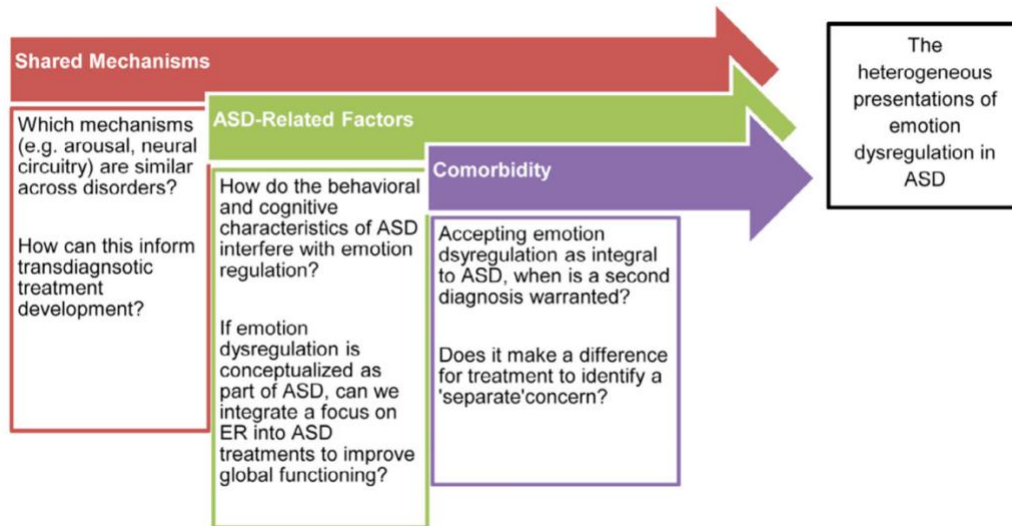 Shared Mechanisms
Which mechanisms
(e.g. arousal, neural
circuitry) are similar
across disorders?
How can this inform
transdiagnsotic
treatment
development?
ASD-Related Factors
How do the behavioral
and cognitive
characteristics of ASD
interfere with emotion
regulation?
If emotion
dysregulation is
conceptualized as
part of ASD, can we
integrate a focus on
ER into ASD
treatments to improve
global functioning?
Comorbidity
Accepting emotion
dsyregulation as integral
to ASD, when is a second
diagnosis warranted?
Does it make a difference
for treatment to identify a
'separate'concern?
The
heterogeneous
presentations of
emotion
dysregulation in
ASD